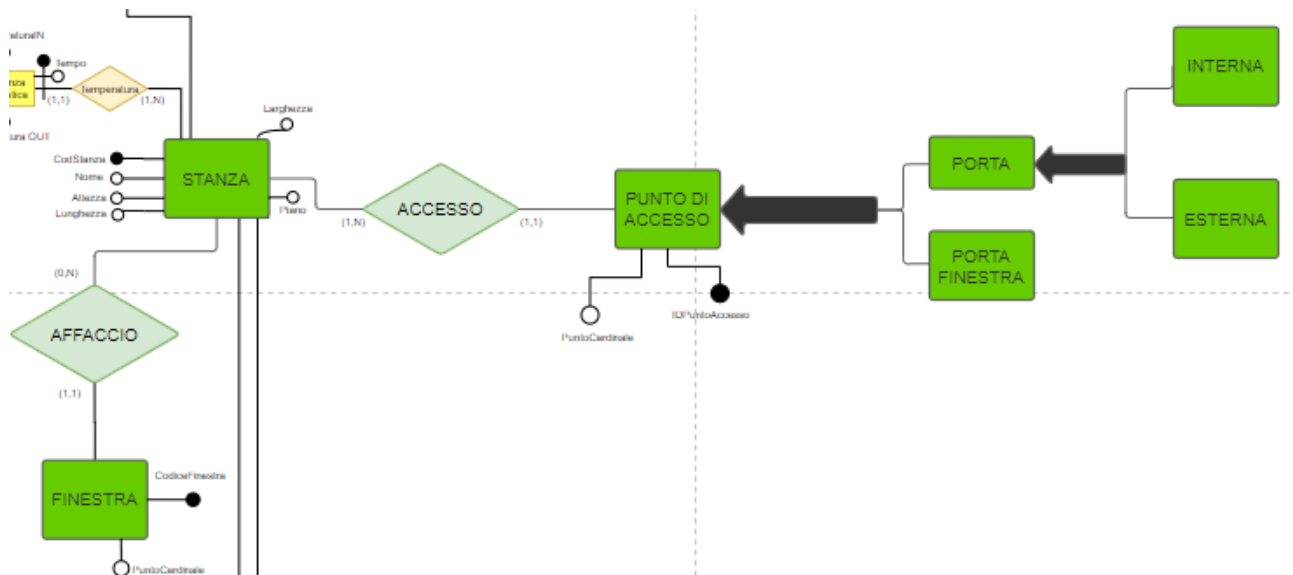 Tempo
Temperatura
(1,1)
(1,N)
INTERNA
Larghezza
CodStanza
Nome
Altezza
Lunghezza
STANZA
Piano
(1,N)
ACCESSO
(1,1)
PUNTO DI
ACCESSO
PORTA
ESTERNA
PORTA
FINESTRA
(0,N)
IDPuntoAccesso
PuntoCardinale
AFFACCIO
(1,1)
CodiceFinestra
FINESTRA
PuntoCardinale